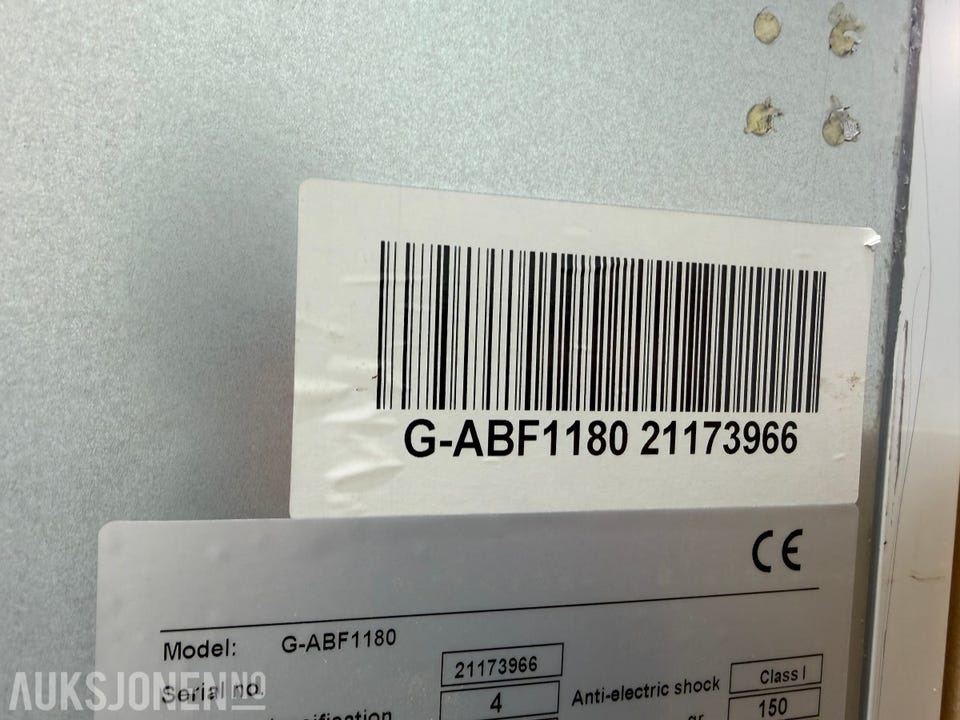 G-ABF1180 21173966
CE
Model: G-ABF1180
Serial no. 21173966
4 Anti-electric shock Class I
150
AUKSJONEN.NO